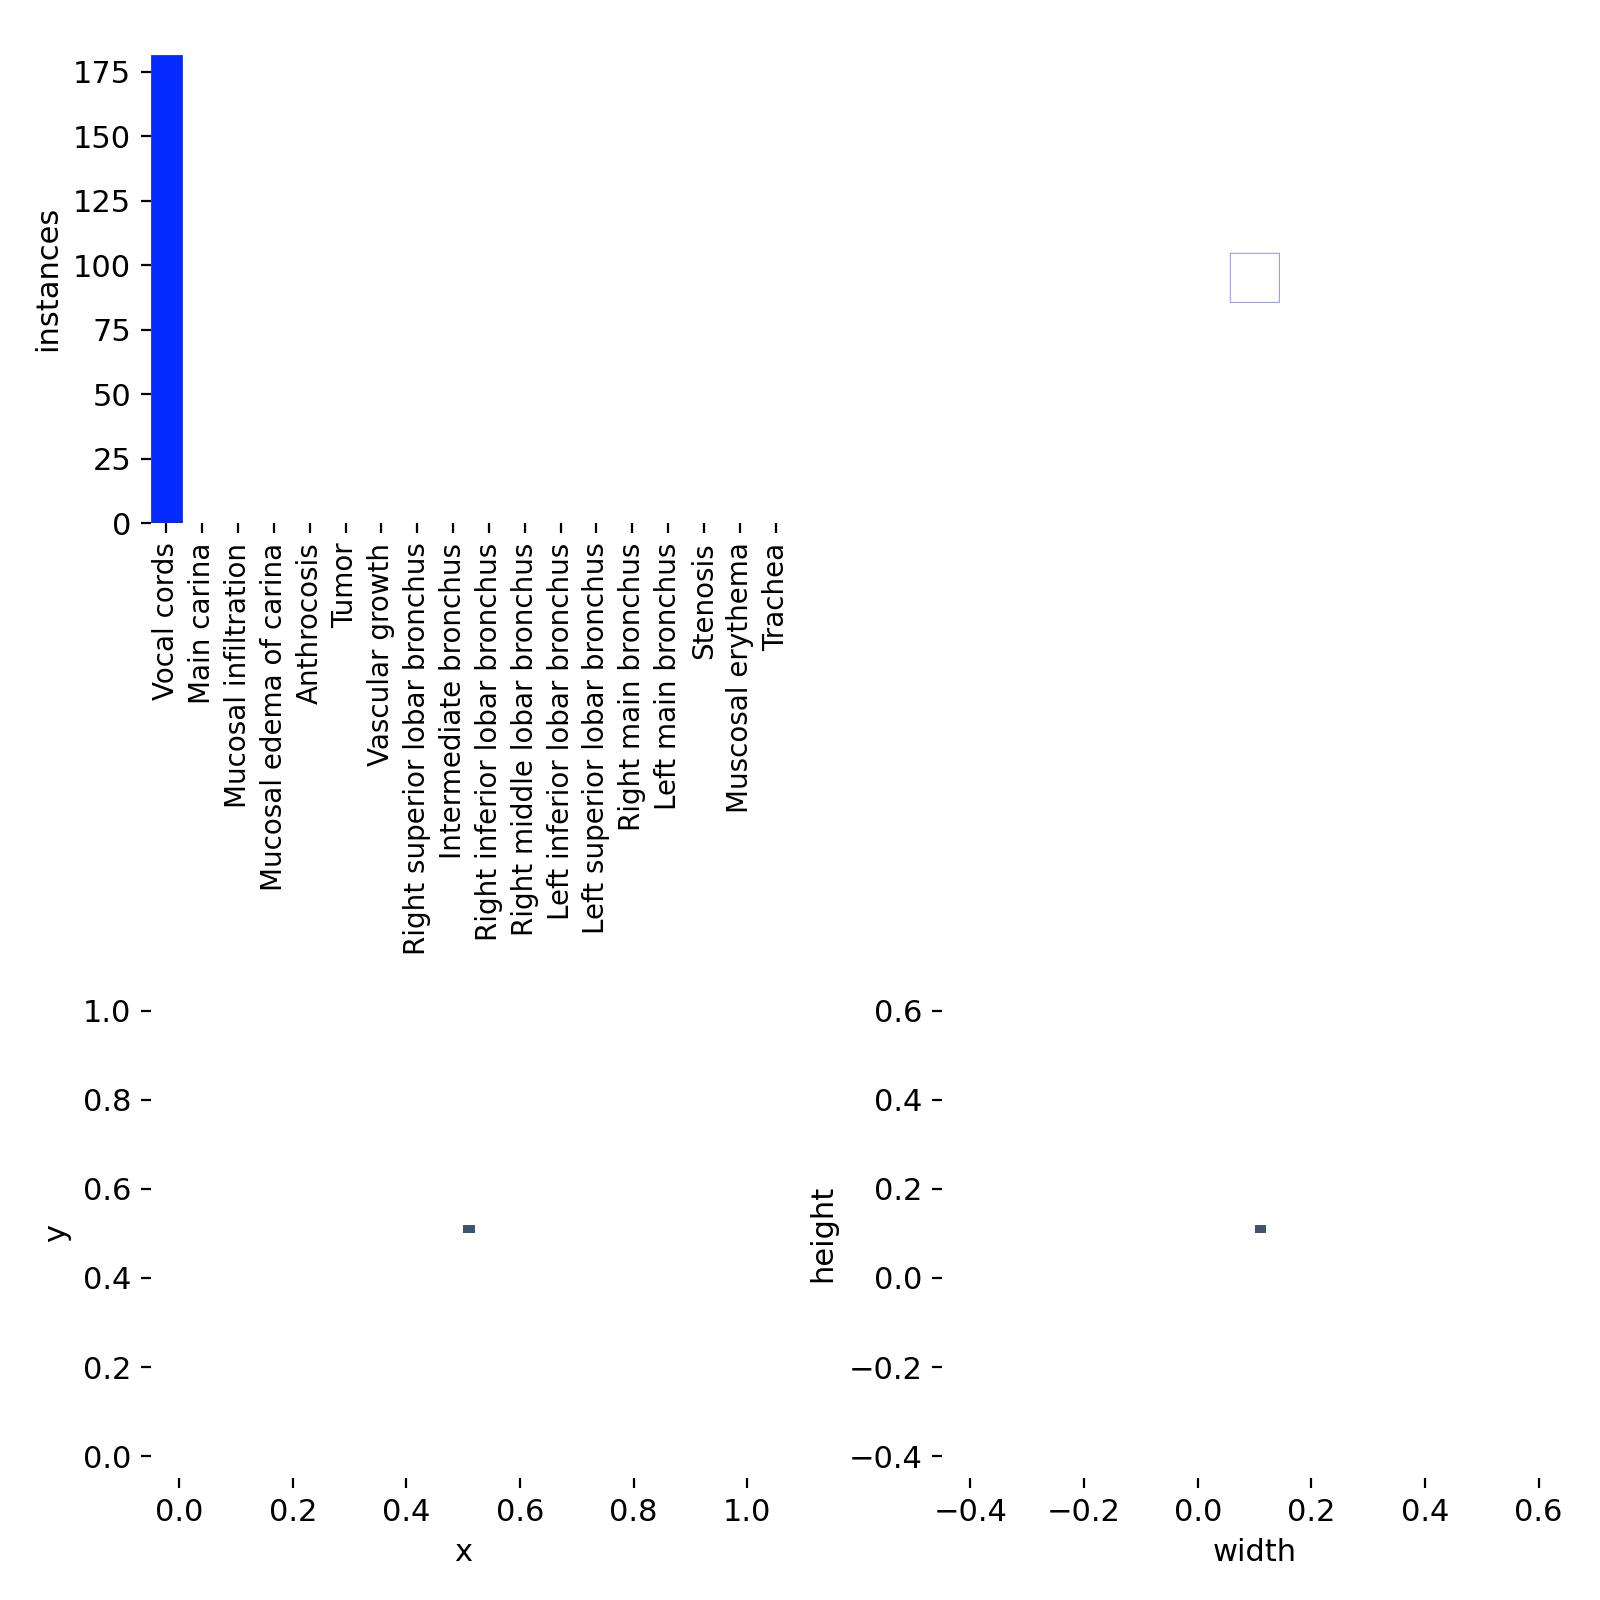 175
150
125
100
75
50
25
0
instances
Vocal cords
Main carina
Mucosal infiltration
Mucosal edema of carina
Anthrocosis
Tumor
Vascular growth
Right superior lobar bronchus
Intermediate bronchus
Right inferior lobar bronchus
Right middle lobar bronchus
Left inferior lobar bronchus
Left superior lobar bronchus
Right main bronchus
Left main bronchus
Stenosis
Muscosal erythema
Trachea
1.0
0.8
0.6
0.4
0.2
0.0
y
0.0 0.2 0.4 0.6 0.8 1.0
x
0.6
0.4
0.2
0.0
−0.2
−0.4
height
−0.4 −0.2 0.0 0.2 0.4 0.6
width